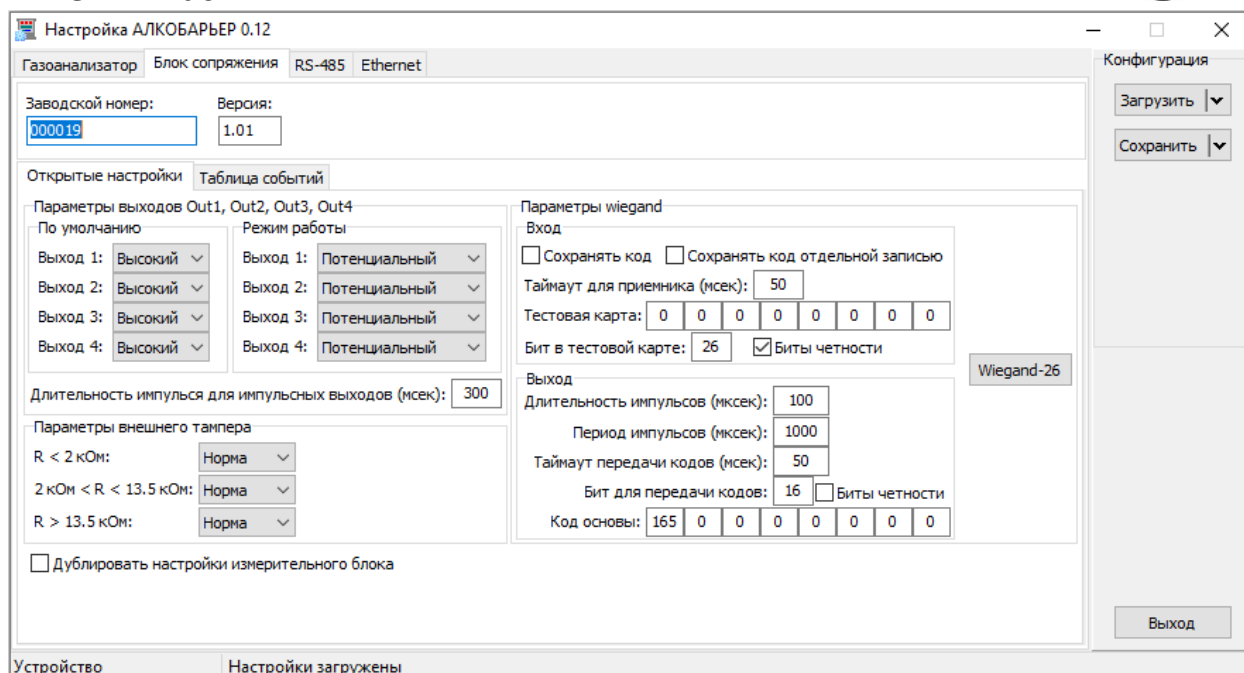 Настройка АЛКОБАРЬЕР 0.12
Газоанализатор Блок сопряжения RS-485 Ethernet
Конфигурация
Загрузить
Сохранить
Заводской номер: Версия:
000019 1.01
Открытые настройки Таблица событий
Параметры выходов Out1, Out2, Out3, Out4
По умолчанию Режим работы
Выход 1: Высокий Выход 1: Потенциальный
Выход 2: Высокий Выход 2: Потенциальный
Выход 3: Высокий Выход 3: Потенциальный
Выход 4: Высокий Выход 4: Потенциальный
Длительность импулься для импульсных выходов (мсек): 300
Параметры внешнего тампера
R < 2 кОм: Норма
2 кОм < R < 13.5 кОм: Норма
R > 13.5 кОм: Норма
Дублировать настройки измерительного блока
Параметры wiegand
Вход
Сохранять код Сохранять код отдельной записью
Таймаут для приемника (мсек): 50
Тестовая карта: 0 0 0 0 0 0 0 0
Бит в тестовой карте: 26 Биты четности
Wiegand-26
Выход
Длительность импульсов (мксек): 100
Период импульсов (мксек): 1000
Таймаут передачи кодов (мсек): 50
Бит для передачи кодов: 16 Биты четности
Код основы: 165 0 0 0 0 0 0 0
Выход
Устройство Настройки загружены